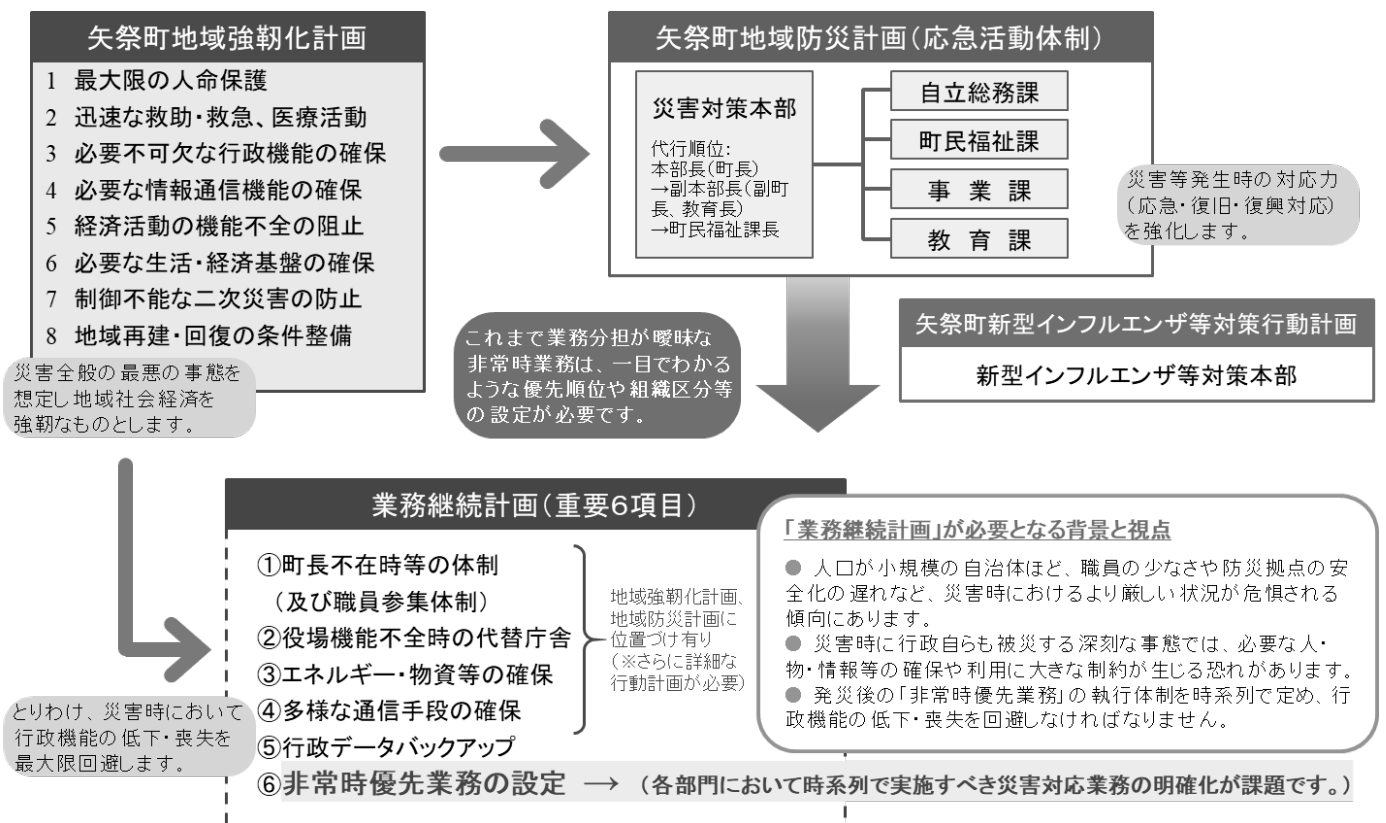 矢祭町地域強靭化計画
1 最大限の人命保護
2 迅速な救助・救急、医療活動
3 必要不可欠な行政機能の確保
4 必要な情報通信機能の確保
5 経済活動の機能不全の阻止
6 必要な生活・経済基盤の確保
7 制御不能な二次災害の防止
8 地域再建・回復の条件整備
災害全般の最悪の事態を
想定し地域社会経済を
強靭なものとします。
矢祭町地域防災計画(応急活動体制)
災害対策本部
代行順位:
本部長(町長)
→副本部長(副町
長、教育長)
→町民福祉課長
自立総務課
町民福祉課
事業課
教育課
災害等発生時の対応力
(応急・復旧・復興対応)
を強化します。
これまで業務分担が曖昧な
非常時業務は、一目でわかる
ような優先順位や組織区分等
の設定が必要です。
矢祭町新型インフルエンザ等対策行動計画
新型インフルエンザ等対策本部
とりわけ、災害時において
行政機能の低下・喪失を
最大限回避します。
業務継続計画(重要6項目)
①町長不在時等の体制
(及び職員参集体制)
②役場機能不全時の代替庁舎
③エネルギー・物資等の確保
④多様な通信手段の確保
⑤行政データバックアップ
⑥非常時優先業務の設定 → (各部門において時系列で実施すべき災害対応業務の明確化が課題です。)
地域強靭化計画、
地域防災計画に
位置づけ有り
(※さらに詳細な
行動計画が必要)
「業務継続計画」が必要となる背景と視点
● 人口が小規模の自治体ほど、職員の少なさや防災拠点の安
全化の遅れなど、災害時におけるより厳しい状況が危惧される
傾向にあります。
● 災害時に行政自らも被災する深刻な事態では、必要な人・
物・情報等の確保や利用に大きな制約が生じる恐れがあります。
● 発災後の「非常時優先業務」の執行体制を時系列で定め、行
政機能の低下・喪失を回避しなければなりません。